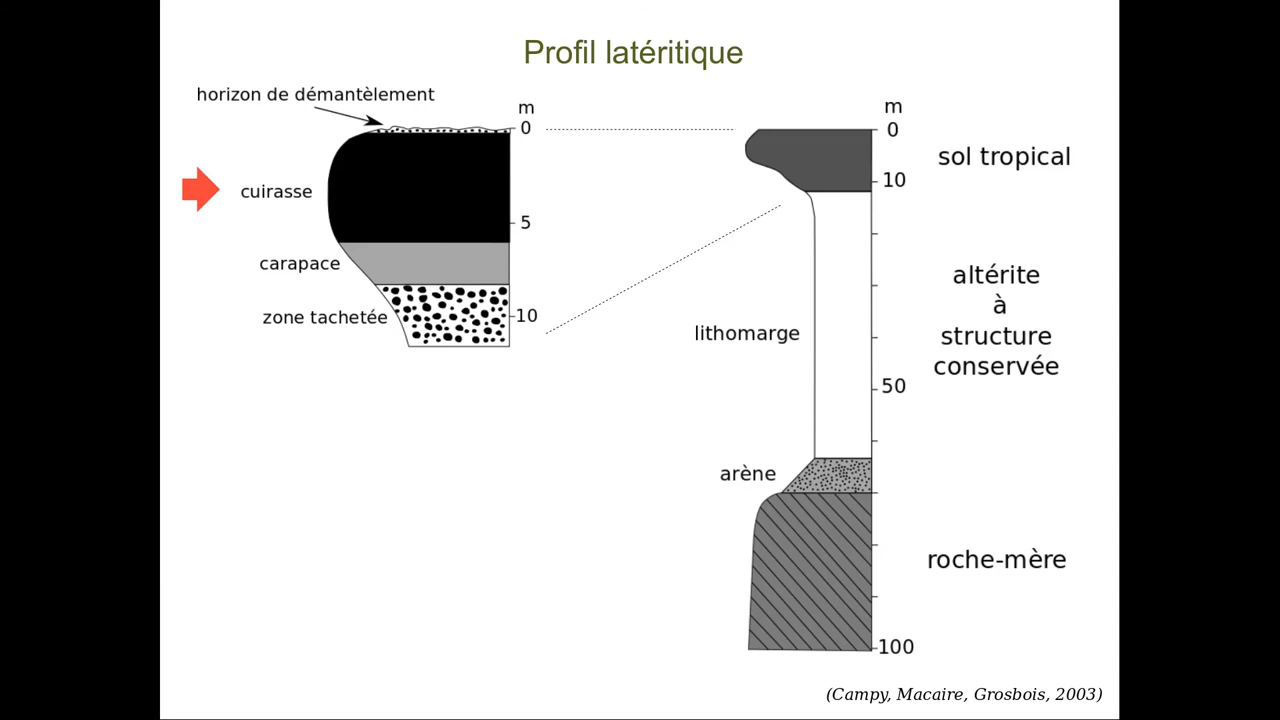 Profil latéritique
horizon de démantèlement
m
0
cuirasse
5
carapace
zone tachetée
10
m
0
sol tropical
10
altérite
à
structure
conservée
lithomarge
50
arène
roche-mère
100
(Campy, Macaire, Grosbois, 2003)